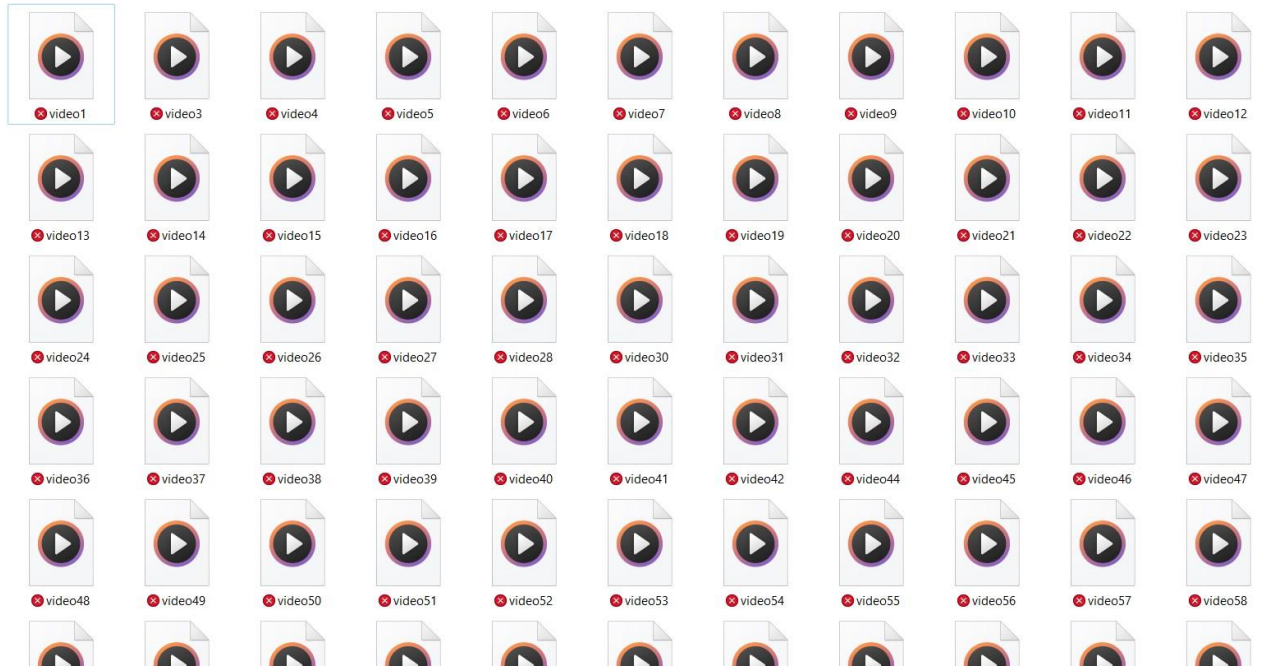 video1 video3 video4 video5 video6 video7 video8 video9 video10 video11 video12
video13 video14 video15 video16 video17 video18 video19 video20 video21 video22 video23
video24 video25 video26 video27 video28 video30 video31 video32 video33 video34 video35
video36 video37 video38 video39 video40 video41 video42 video44 video45 video46 video47
video48 video49 video50 video51 video52 video53 video54 video55 video56 video57 video58